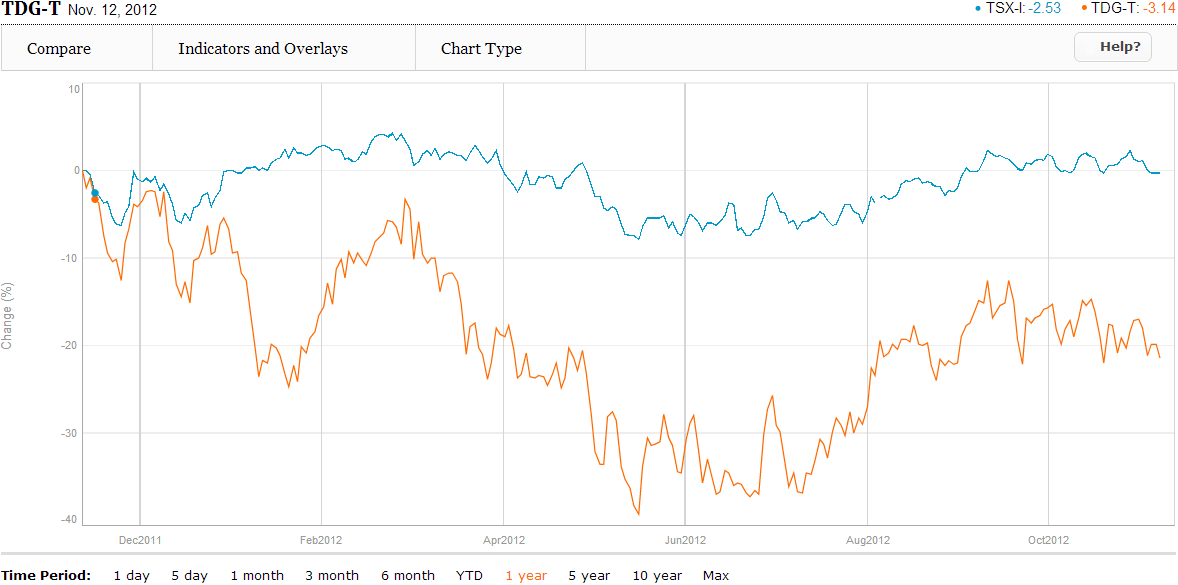 TDG-T Nov. 12, 2012 • TSX-I: -2.53 • TDG-T: -3.14
Compare Indicators and Overlays Chart Type Help?
10
0
-10
-20
-30
-40
Change (%)
Dec2011 Feb2012 Apr2012 Jun2012 Aug2012 Oct2012
Time Period: 1 day 5 day 1 month 3 month 6 month YTD 1 year 5 year 10 year Max